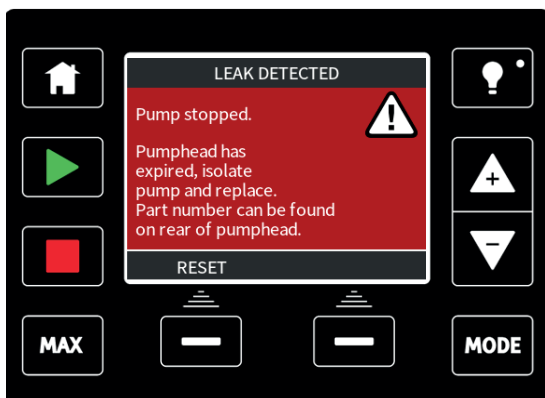 LEAK DETECTED
Pump stopped.
Pumphead has
expired, isolate
pump and replace.
Part number can be found
on rear of pumphead.
RESET
MAX
MODE